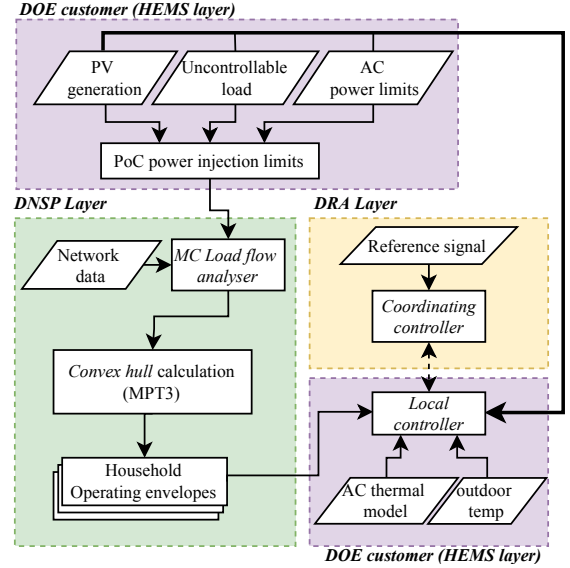 DOE customer (HEMS layer)
PV
generation
Uncontrollable
load
AC
power limits
PoC power injection limits
DNSP Layer
DRA Layer
Network
data
MC Load flow
analyser
Reference signal
Coordinating
controller
Convex hull calculation
(MPT3)
Local
controller
Household
Operating envelopes
AC thermal
model
outdoor
temp
DOE customer (HEMS layer)